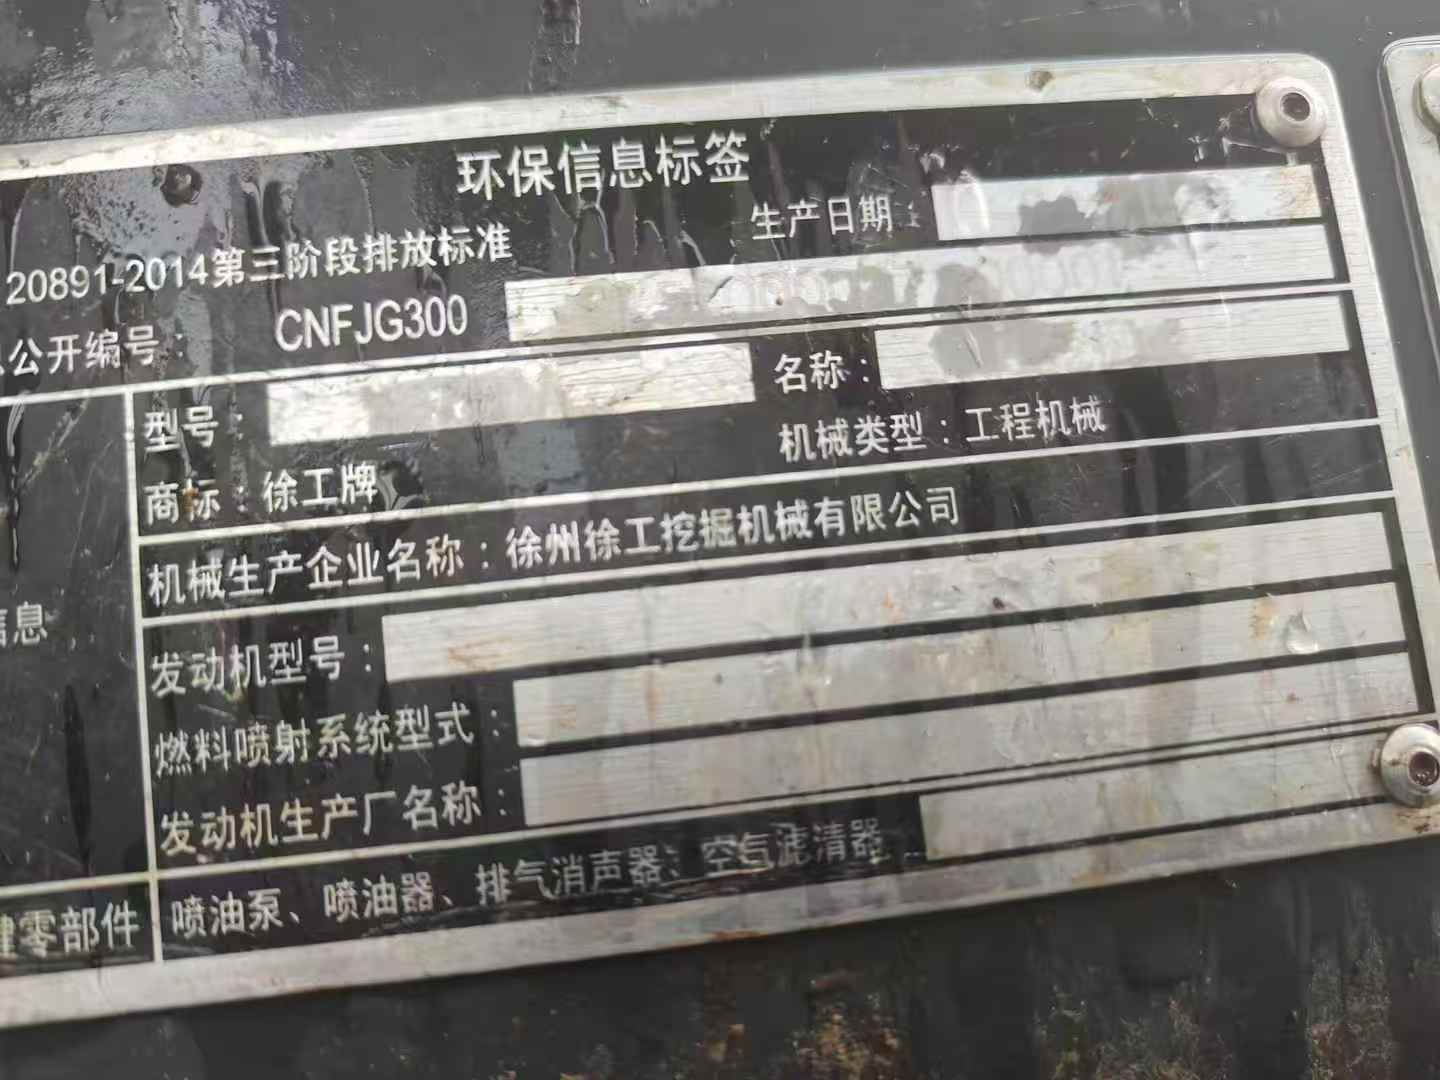 环保信息标签
生产日期：
20891-2014第三阶段排放标准
公开编号： CNFJG300
型号： 名称：
商标：徐工牌 机械类型：工程机械
机械生产企业名称：徐州徐工挖掘机械有限公司
息
发动机型号：
燃料喷射系统型式：
发动机生产厂名称：
零部件 喷油泵、喷油器、排气消声器、空气滤清器